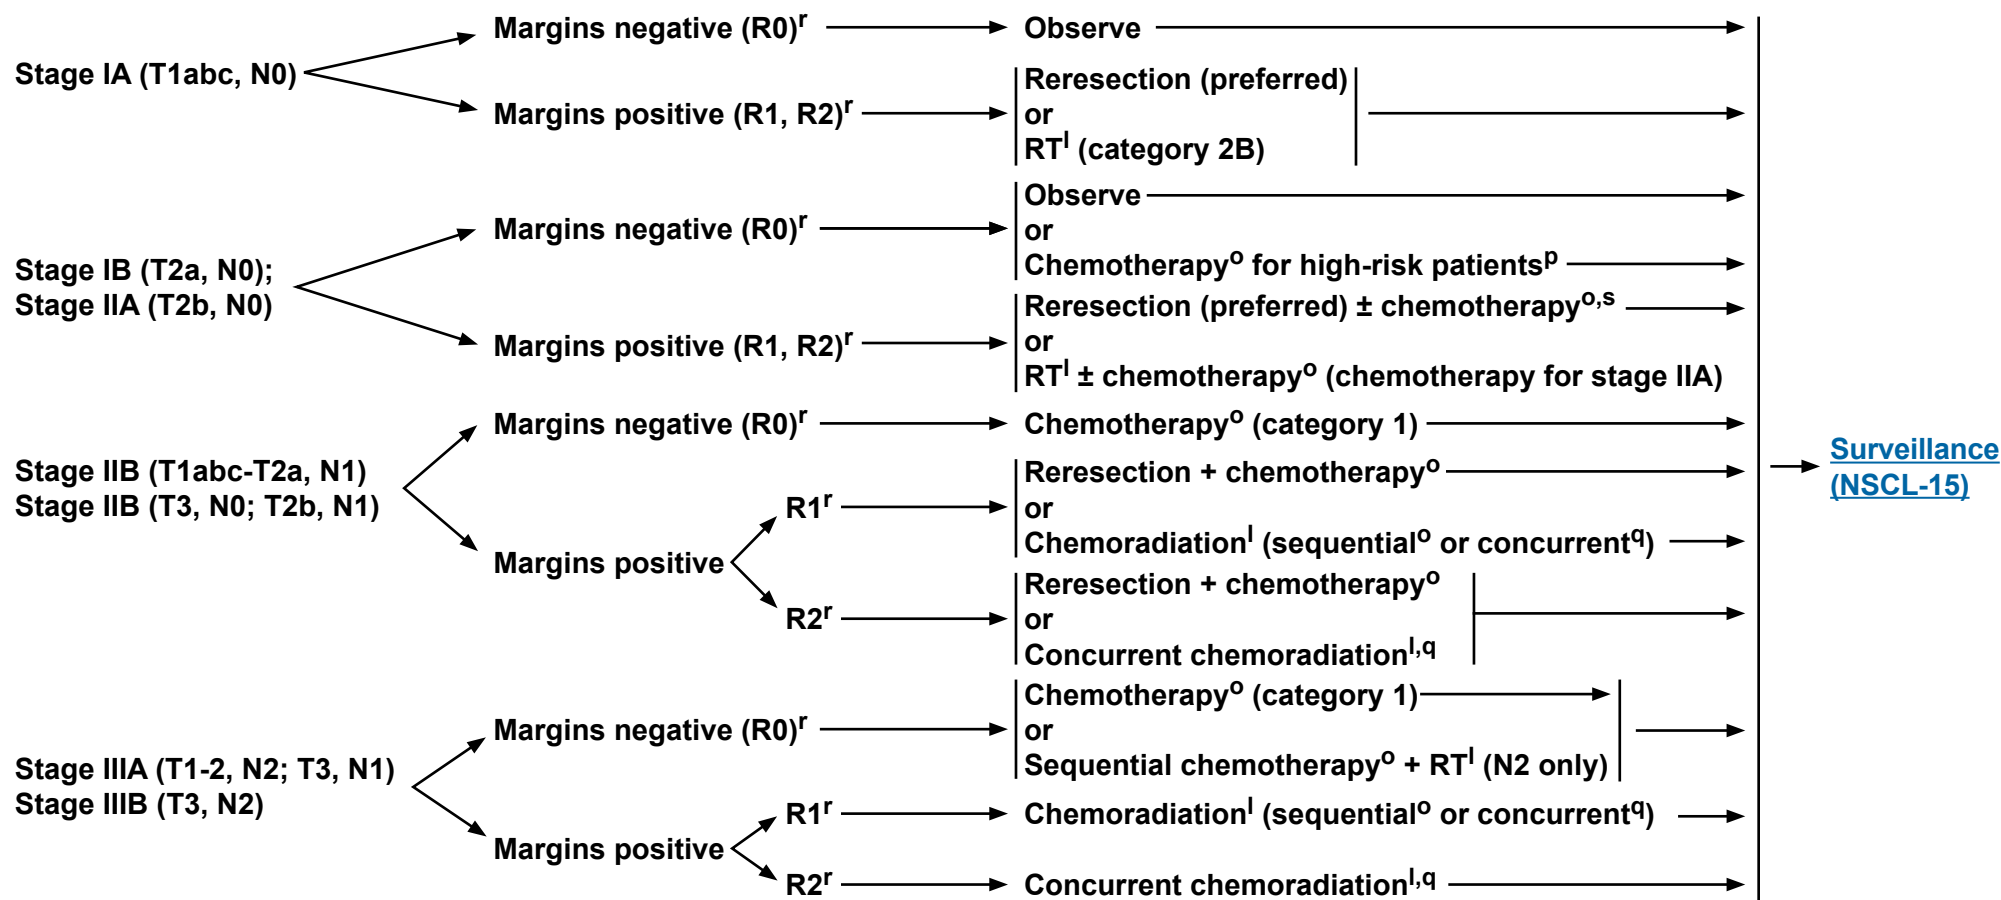 Stage IA (T1abc, N0)
Margins negative (R0)r
Observe
Margins positive (R1, R2)r
Reresection (preferred)
or
RTl (category 2B)
Stage IB (T2a, N0);
Stage IIA (T2b, N0)
Margins negative (R0)r
Observe
or
Chemotherapyo for high-risk patientsp
Margins positive (R1, R2)r
Reresection (preferred) ± chemotherapyo,s
or
RTl ± chemotherapyo (chemotherapy for stage IIA)
Stage IIB (T1abc-T2a, N1)
Stage IIB (T3, N0; T2b, N1)
Margins negative (R0)r
Chemotherapyo (category 1)
Margins positive
R1r
Reresection + chemotherapyo
or
Chemoradiationl (sequentialo or concurrentq)
R2r
Reresection + chemotherapyo
or
Concurrent chemoradiationl,q
Stage IIIA (T1-2, N2; T3, N1)
Stage IIIB (T3, N2)
Margins negative (R0)r
Chemotherapyo (category 1)
or
Sequential chemotherapyo + RTl (N2 only)
Margins positive
R1r
Chemoradiationl (sequentialo or concurrentq)
R2r
Concurrent chemoradiationl,q
Surveillance
(NSCL-15)